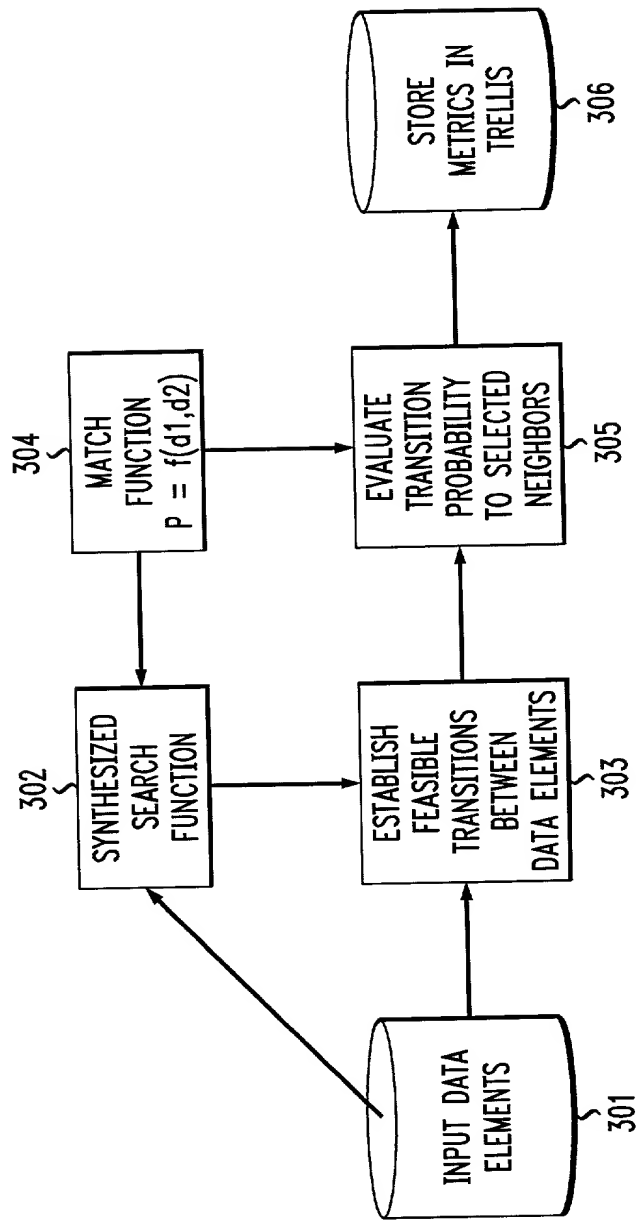 304
MATCH
FUNCTION
P = f(d1,d2)
302
SYNTHESIZED
SEARCH
FUNCTION
INPUT DATA
ELEMENTS
301
ESTABLISH
FEASIBLE
TRANSITIONS
BETWEEN
DATA ELEMENTS
303
EVALUATE
TRANSITION
PROBABILITY
TO SELECTED
NEIGHBORS
305
STORE
METRICS IN
TRELLIS
306